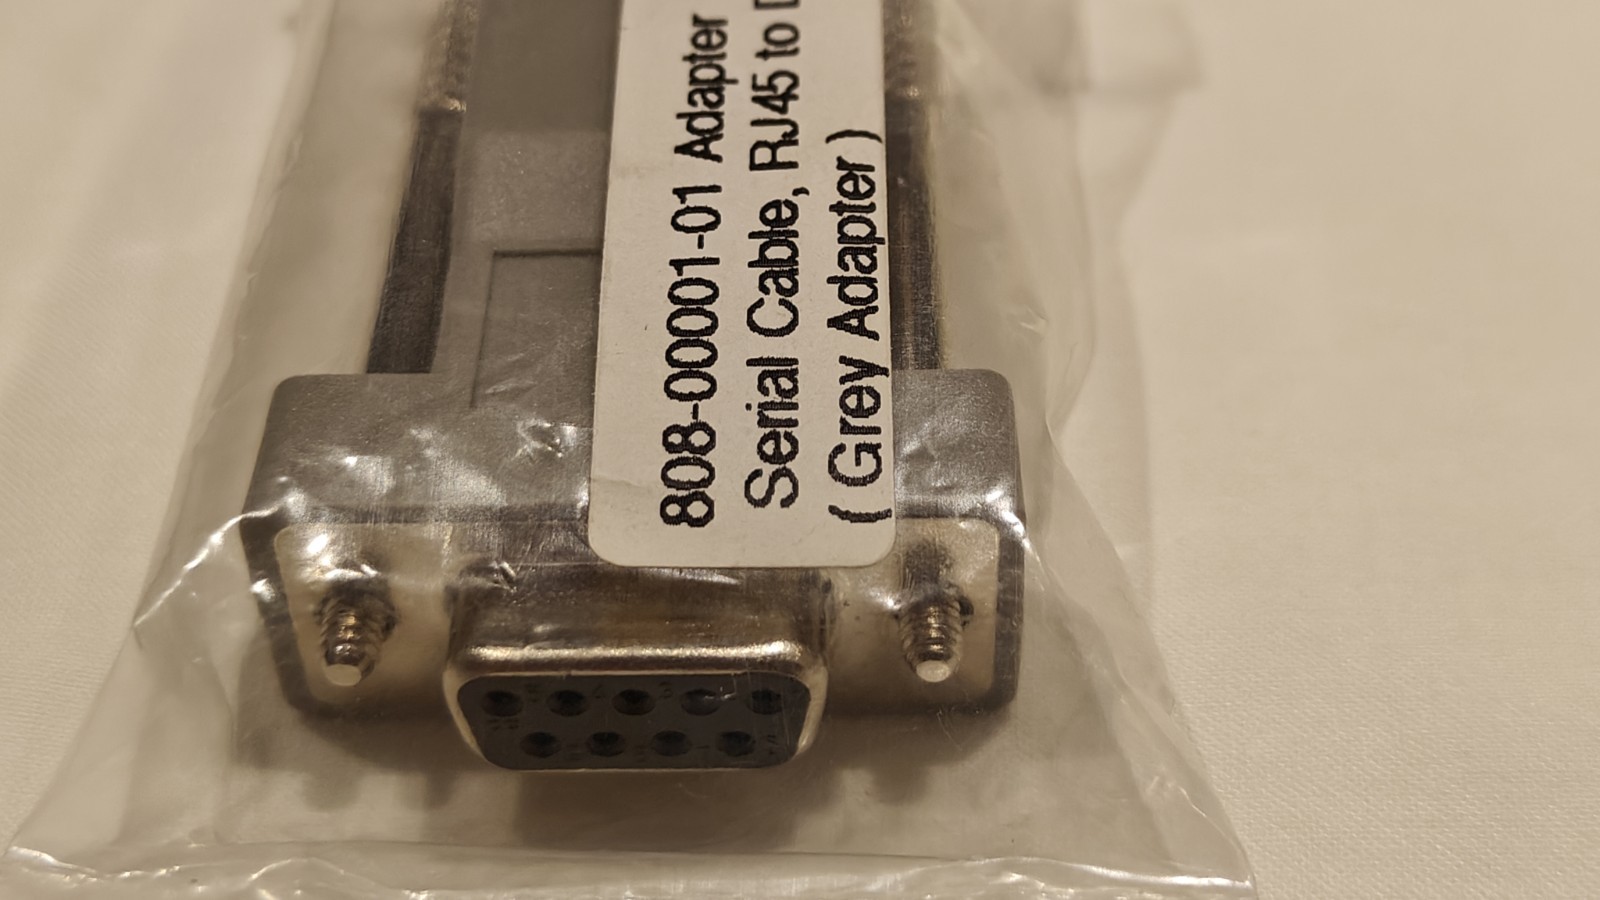 808-00001-01 Adapter
Serial Cable, RJ45 to
( Grey Adapter )